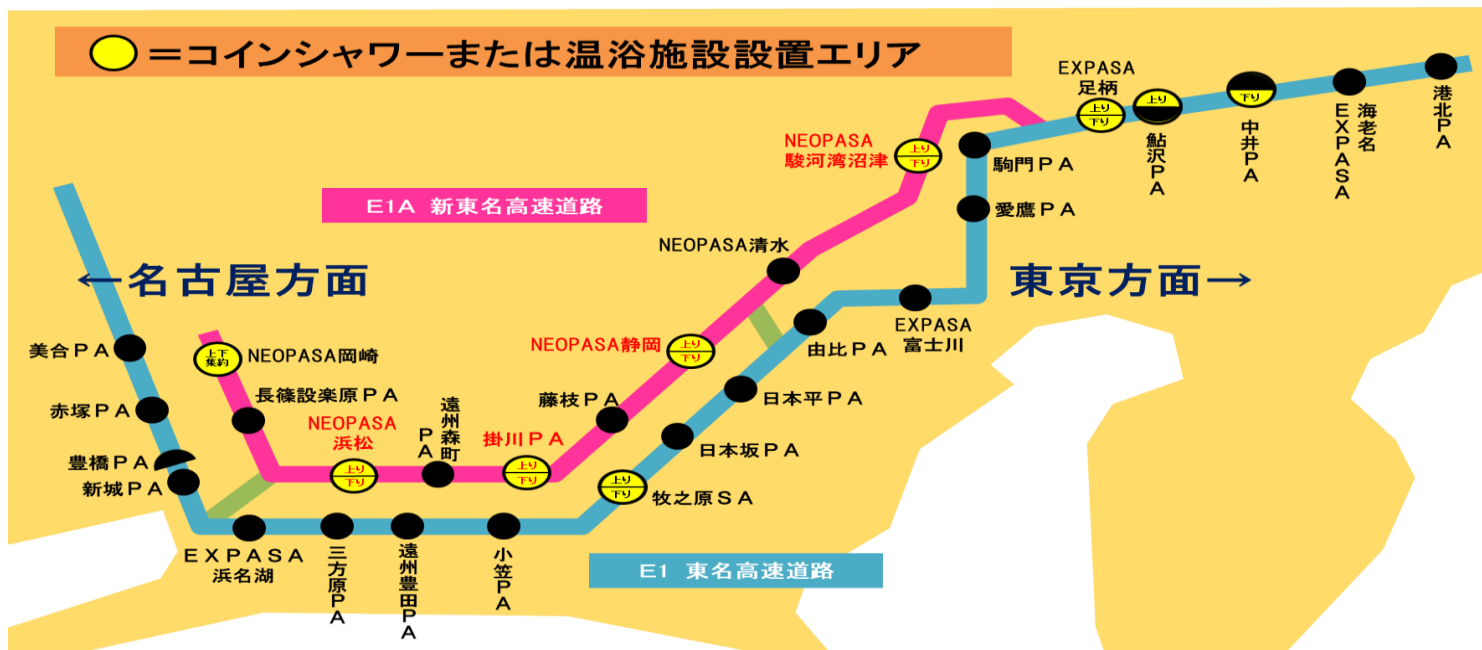 ＝コインシャワーまたは温浴施設設置エリア
EXPASA
足柄
上り
下り
上り
鮎沢ＰＡ
下り
中井ＰＡ
海老名
ＥＸＰＡＳＡ
港北ＰＡ
NEOPASA
駿河湾沼津
上り
下り
駒門ＰＡ
愛鷹ＰＡ
E1A 新東名高速道路
NEOPASA清水
←名古屋方面
東京方面→
EXPASA
富士川
由比ＰＡ
NEOPASA静岡
上り
下り
美合ＰＡ
上下
集約
NEOPASA岡崎
長篠設楽原ＰＡ
赤塚ＰＡ
NEOPASA
浜松
上り
下り
遠州森町
ＰＡ
掛川ＰＡ
上り
下り
藤枝ＰＡ
日本平ＰＡ
日本坂ＰＡ
豊橋ＰＡ
新城ＰＡ
上り
下り
牧之原ＳＡ
ＥＸＰＡＳＡ
浜名湖
三方原ＰＡ
遠州豊田ＰＡ
小笠ＰＡ
E1 東名高速道路